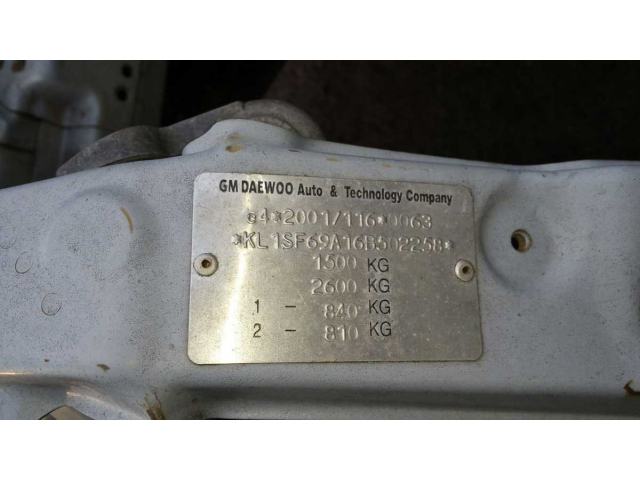 GM DAEWOO Auto & Technology Company
e4*2001/116*0063
*KL1SF69A16B502258*
1500 KG
2600 KG
1 - 840 KG
2 - 810 KG